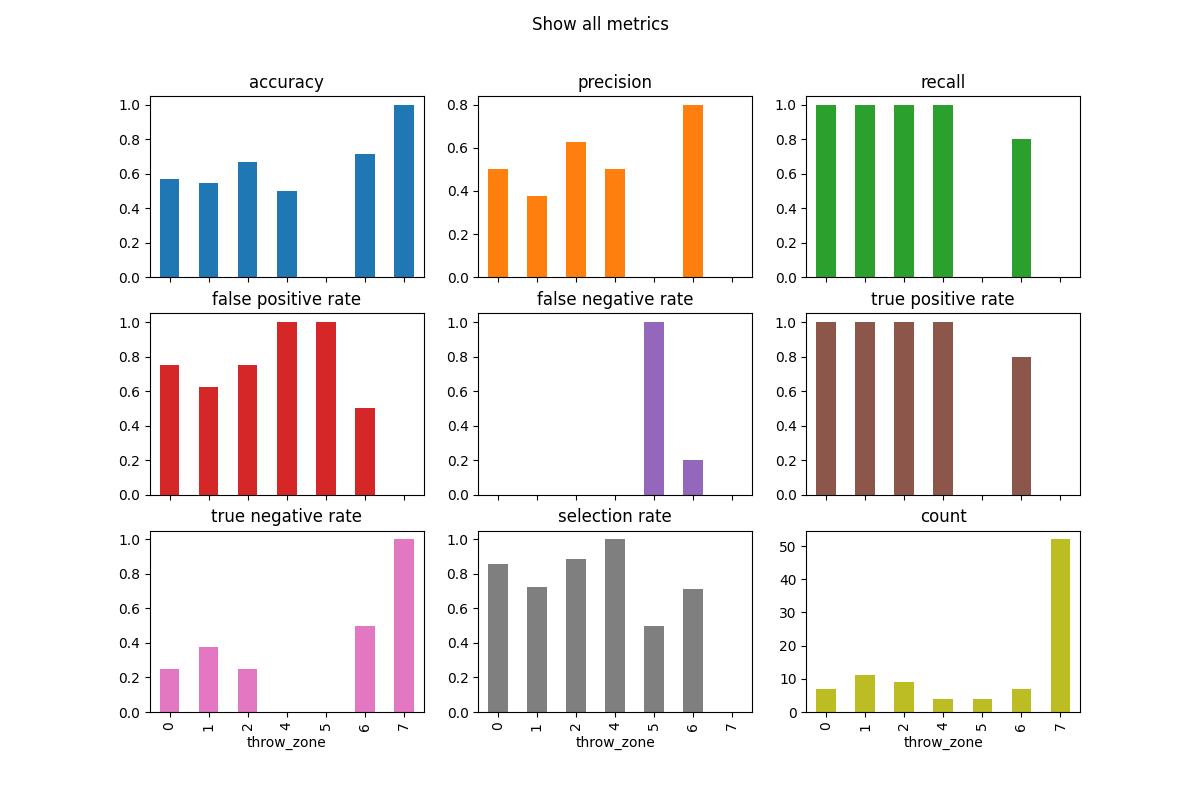 Show all metrics
accuracy precision recall
1.0 0.8 1.0
0.8 0.6 0.8
0.6 0.4 0.6
0.4 0.2 0.4
0.2 0.0 0.2
0.0 0.0
false positive rate false negative rate true positive rate
1.0 1.0 1.0
0.8 0.8 0.8
0.6 0.6 0.6
0.4 0.4 0.4
0.2 0.2 0.2
0.0 0.0 0.0
true negative rate selection rate count
1.0 1.0 50
0.8 0.8 40
0.6 0.6 30
0.4 0.4 20
0.2 0.2 10
0.0 0.0 0
0 1 2 4 5 6 7 0 1 2 4 5 6 7 0 1 2 4 5 6 7
throw_zone throw_zone throw_zone